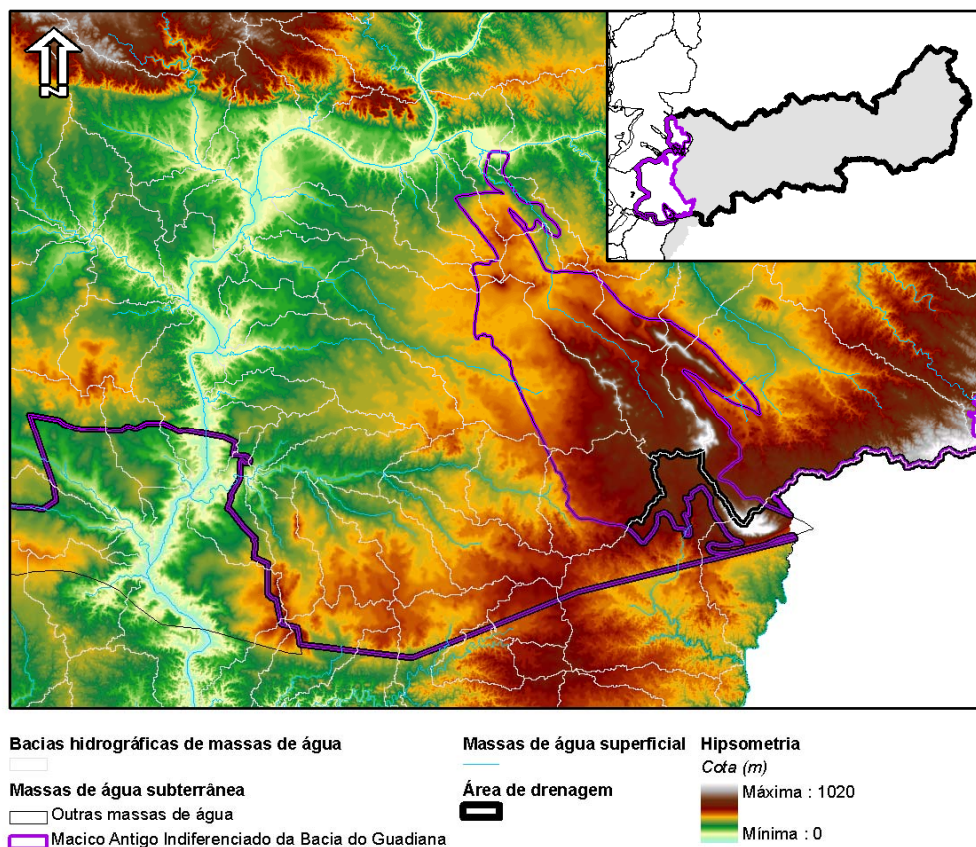 N
Bacias hidrográficas de massas de água
Massas de água subterrânea
Outras massas de água
Macico Antigo Indiferenciado da Bacia do Guadiana
Massas de água superficial
Área de drenagem
Hipsometria
Cota (m)
Máxima : 1020
Mínima : 0